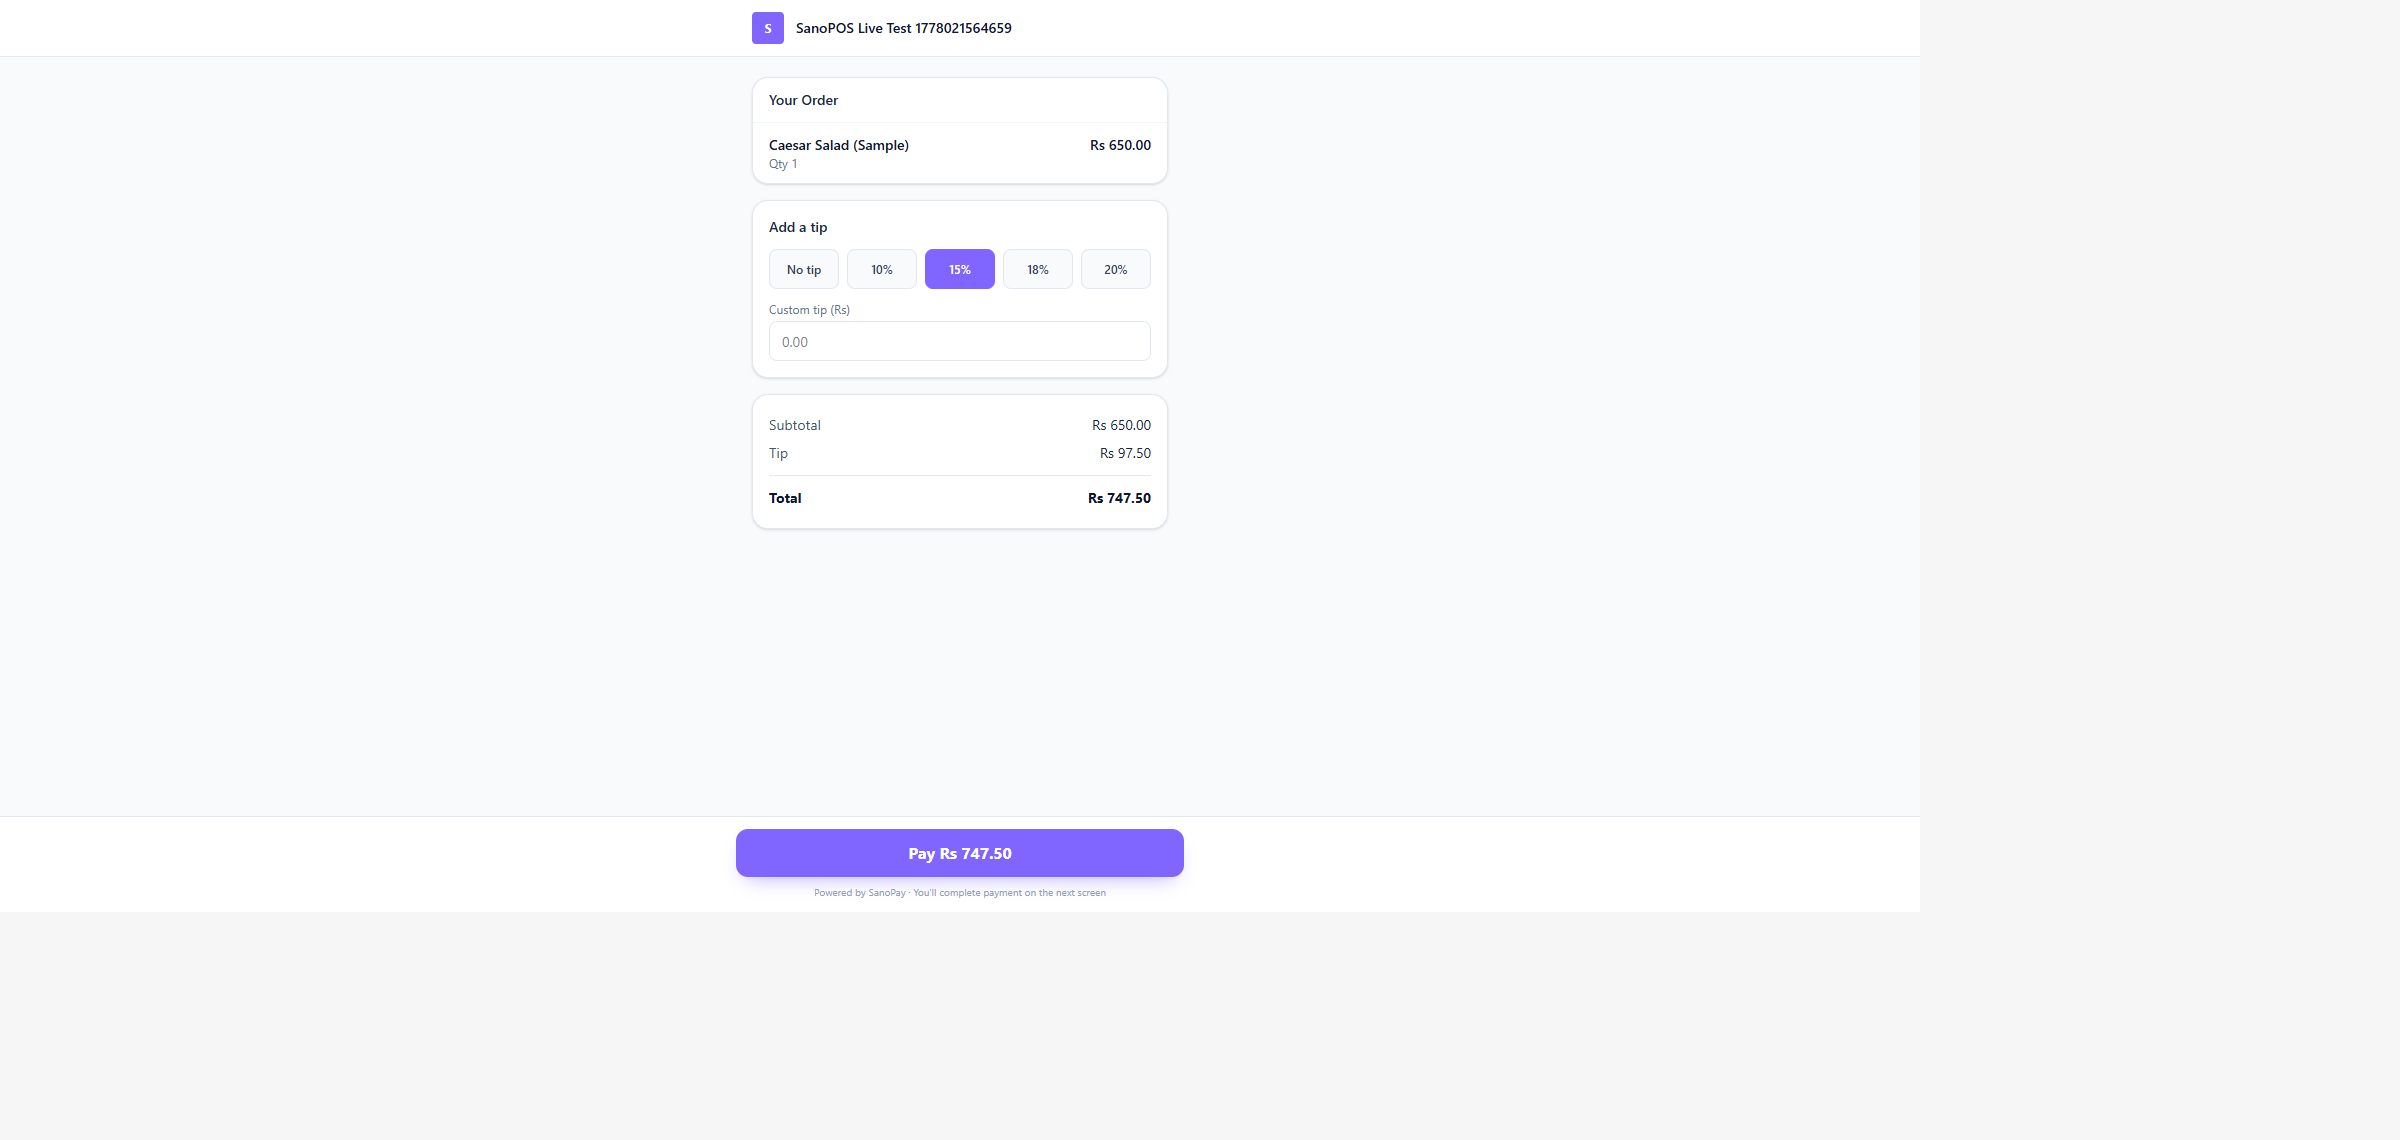 S SanoPOS Live Test 1778021564659
Your Order
Caesar Salad (Sample) Rs 650.00
Qty 1
Add a tip
No tip 10% 15% 18% 20%
Custom tip (Rs)
0.00
Subtotal Rs 650.00
Tip Rs 97.50
Total Rs 747.50
Pay Rs 747.50
Powered by SanoPay · You'll complete payment on the next screen